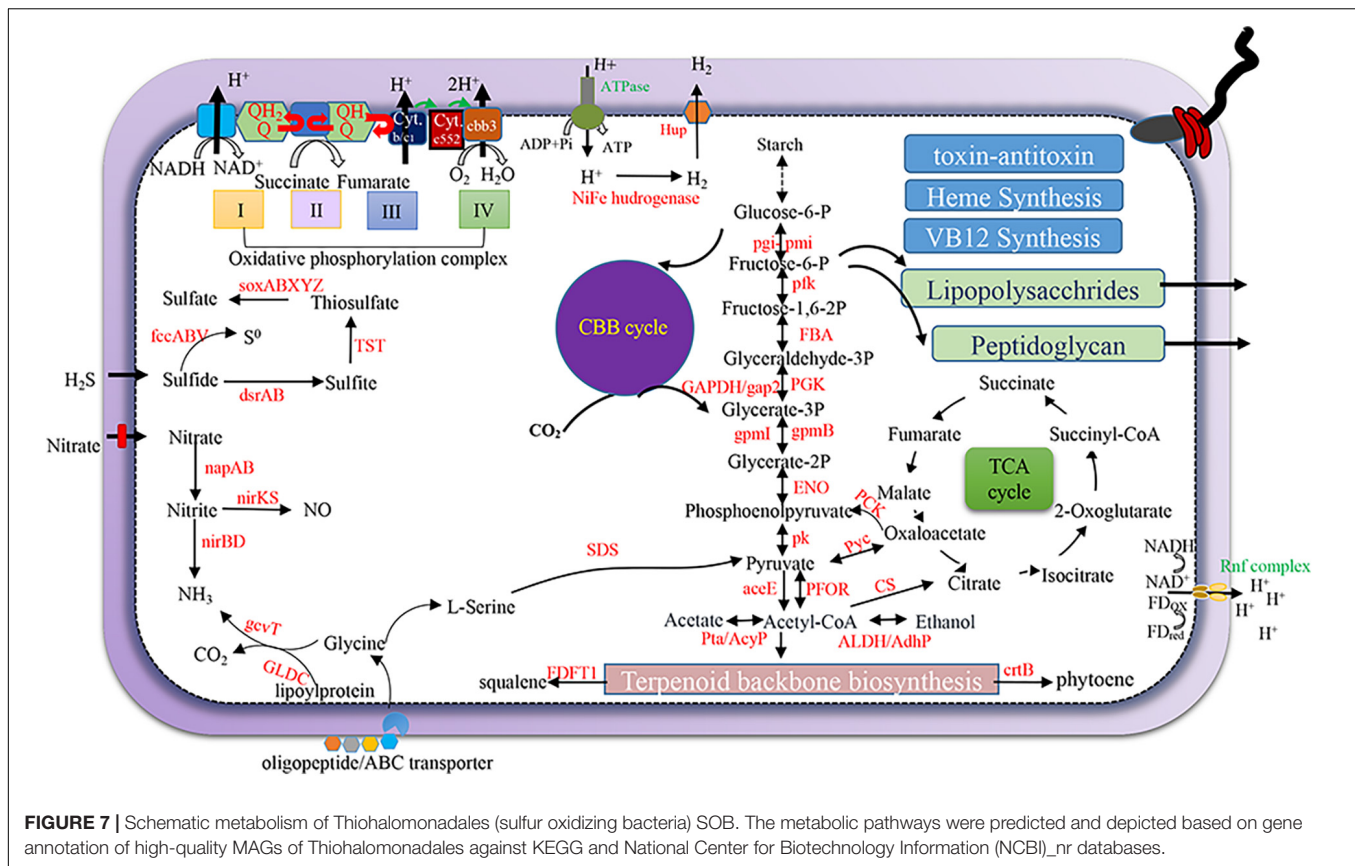 H⁺
H⁺
2H⁺
QH₂
Q
QH
Q
Cyt.
b/c1
Cyt.
c552
cbb3
NADH NAD⁺
Succinate Fumarate
O₂ H₂O
I II III IV
Oxidative phosphorylation complex
H+
ATPase
ADP+Pi ATP
H⁺
H₂
NiFe hudrogenase
Hup
H₂
soxABXYZ
Sulfate Thiosulfate
fccABV
S⁰
TST
H₂S
Sulfide Sulfite
dsrAB
Nitrate
Nitrate
napAB
Nitrite
nirKS
NO
nirBD
NH₃
gcvT
CO₂
GLDC
Glycine
L-Serine
SDS
lipoylprotein
oligopeptide/ABC transporter
CBB cycle
CO₂
Starch
Glucose-6-P
pgi- pmi
Fructose-6-P
pfk
Fructose-1,6-2P
FBA
Glyceraldehyde-3P
GAPDH/gap2 PGK
Glycerate-3P
gpmI gpmB
Glycerate-2P
ENO
Phosphoenolpyruvate
pk
Pyruvate
aceE PFOR
Acetate Acetyl-CoA Ethanol
Pta/AcyP ALDH/AdhP
PCK
Pyc
CS
squalene
FDFT1
Terpenoid backbone biosynthesis
crtB
phytoene
toxin-antitoxin
Heme Synthesis
VB12 Synthesis
Lipopolysacchrides
Peptidoglycan
Succinate
Fumarate
Succinyl-CoA
TCA
cycle
Malate
2-Oxoglutarate
Oxaloacetate
Citrate
Isocitrate
NADH
NAD⁺
FDox
FDred
Rnf complex
H⁺
H⁺
H⁺
H⁺
FIGURE 7 | Schematic metabolism of Thiohalomonadales (sulfur oxidizing bacteria) SOB. The metabolic pathways were predicted and depicted based on gene
annotation of high-quality MAGs of Thiohalomonadales against KEGG and National Center for Biotechnology Information (NCBI)_nr databases.